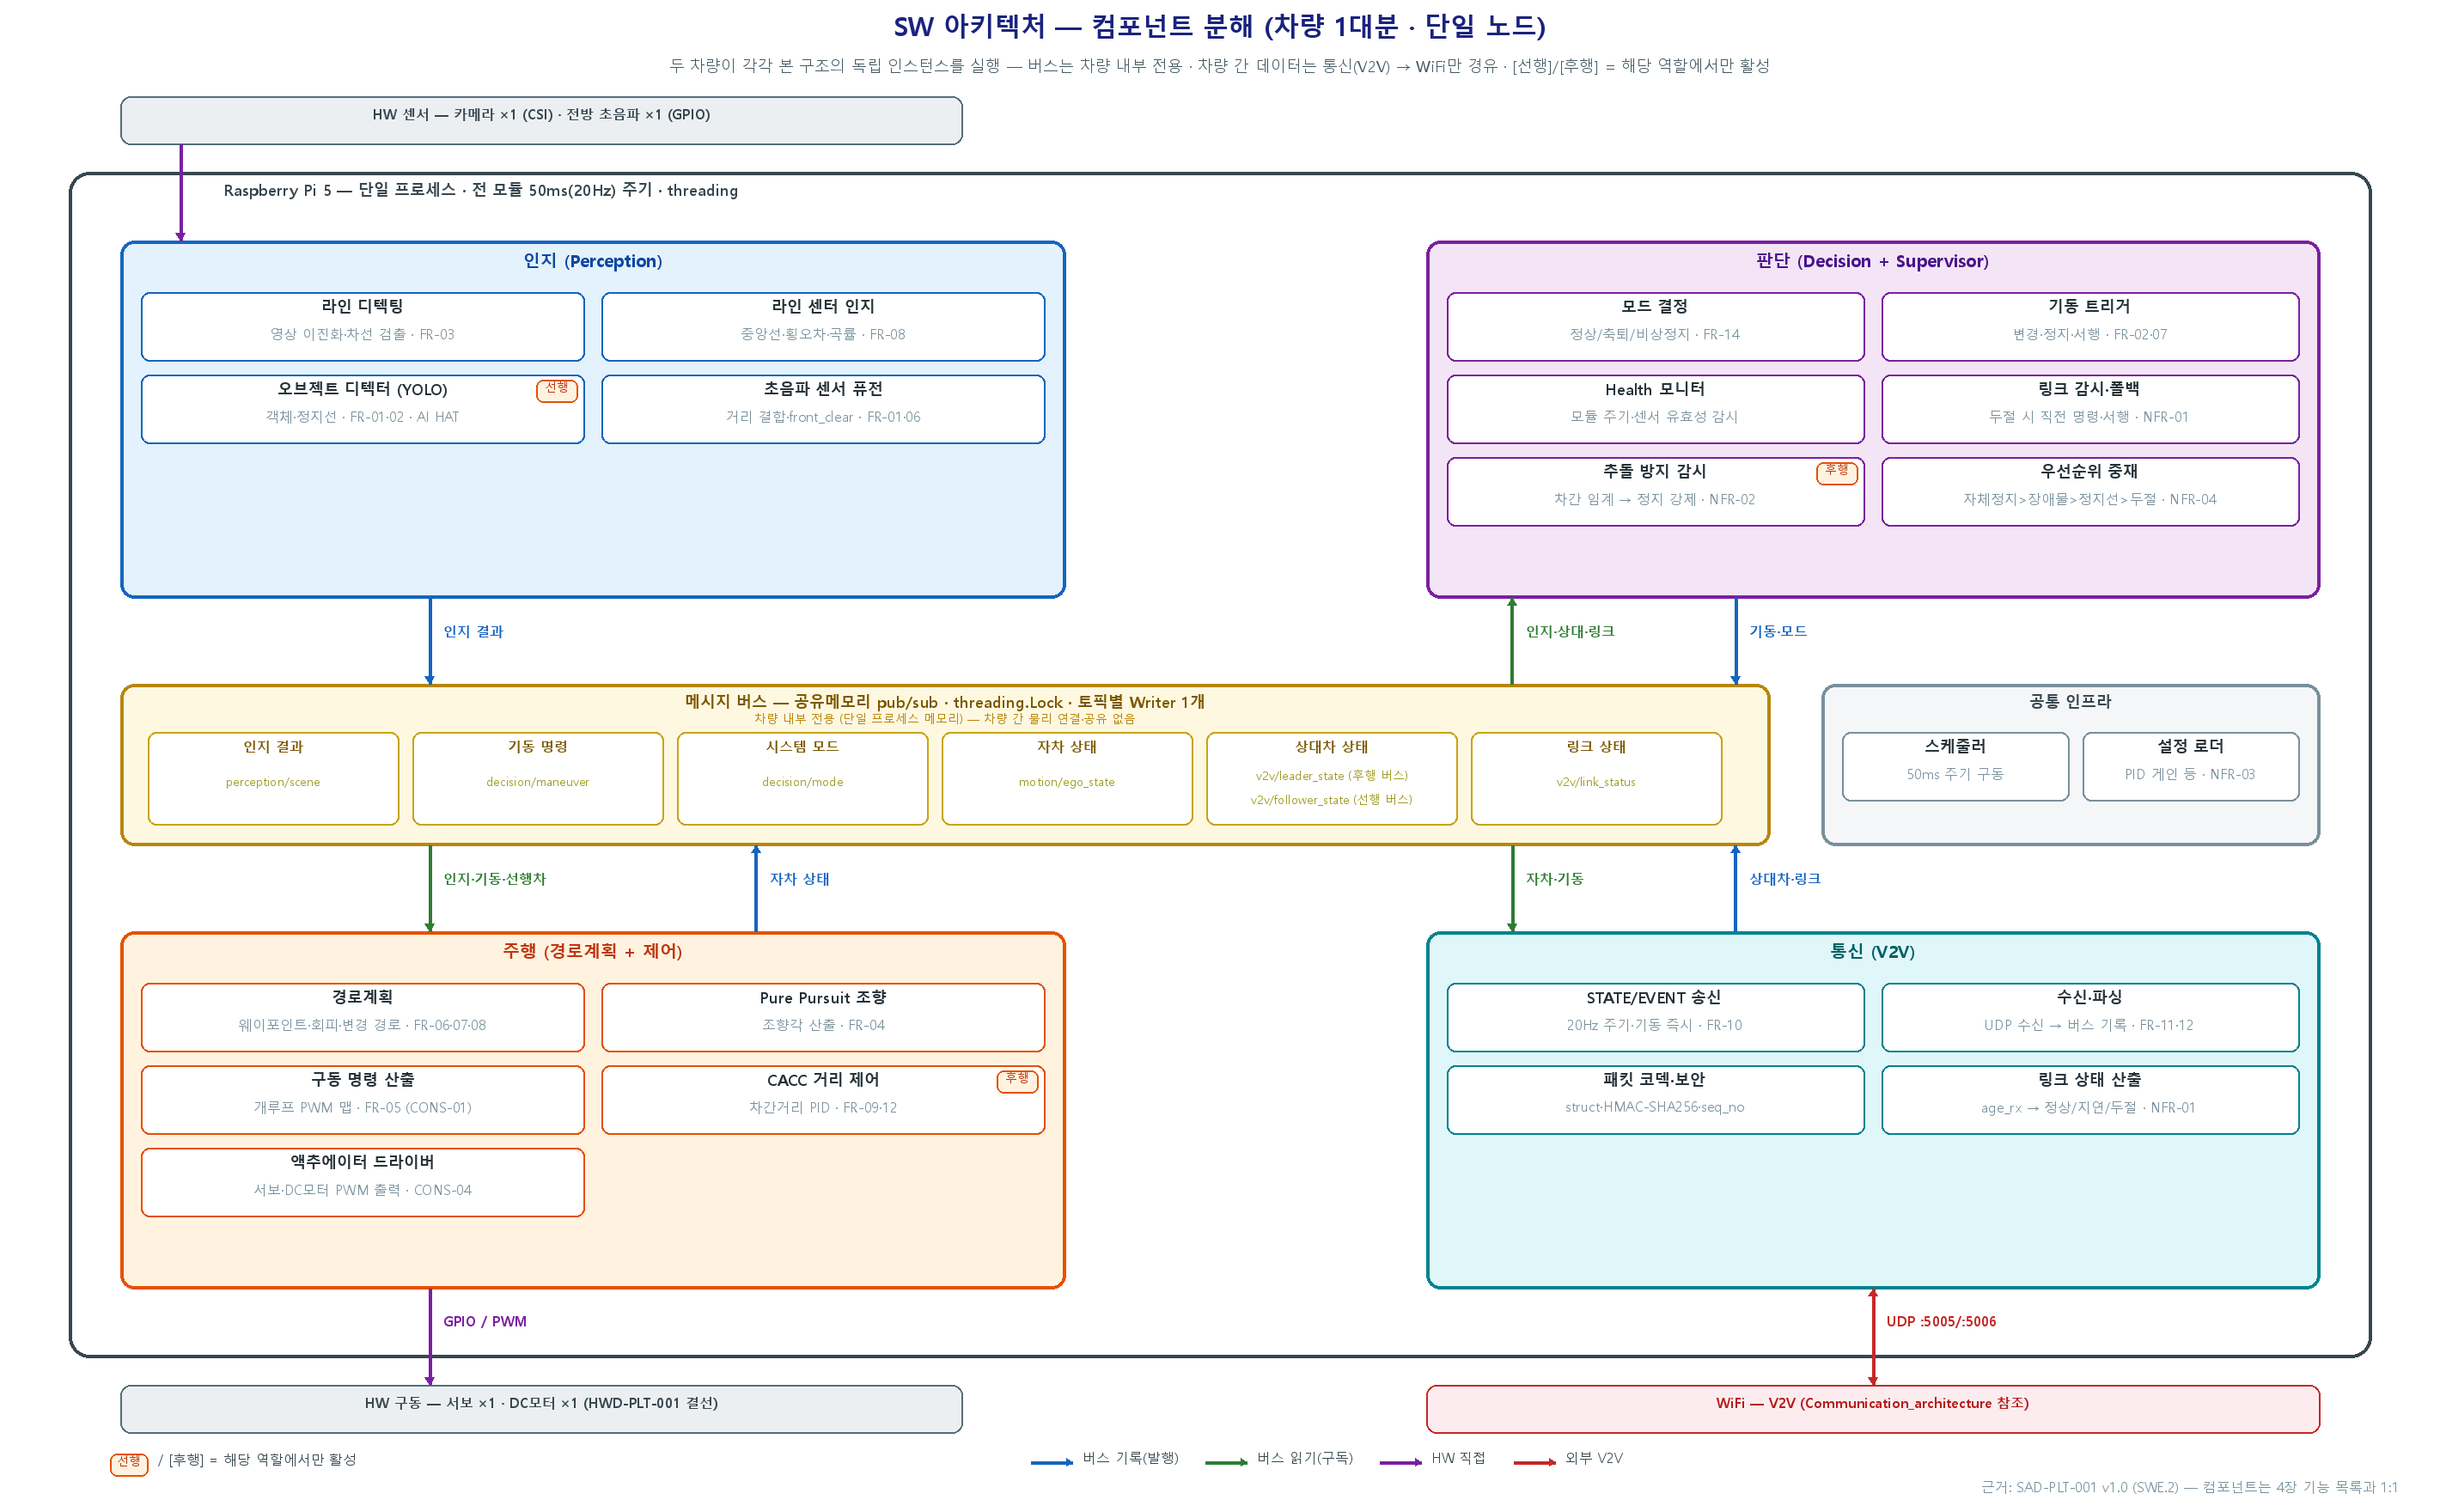 SW 아키텍처 — 컴포넌트 분해 (차량 1대분 · 단일 노드)
두 차량이 각각 본 구조의 독립 인스턴스를 실행 — 버스는 차량 내부 전용 · 차량 간 데이터는 통신(V2V) → WiFi만 경유 · [선행]/[후행] = 해당 역할에서만 활성
HW 센서 — 카메라 ×1 (CSI) · 전방 초음파 ×1 (GPIO)
Raspberry Pi 5 — 단일 프로세스 · 전 모듈 50ms(20Hz) 주기 · threading
인지 (Perception)
라인 디텍팅
영상 이진화·차선 검출 · FR-03
라인 센터 인지
중앙선·횡오차·곡률 · FR-08
오브젝트 디텍터 (YOLO)
선행
객체·정지선 · FR-01·02 · AI HAT
초음파 센서 퓨전
거리 결합·front_clear · FR-01·06
판단 (Decision + Supervisor)
모드 결정
정상/축퇴/비상정지 · FR-14
기동 트리거
변경·정지·서행 · FR-02·07
Health 모니터
모듈 주기·센서 유효성 감시
링크 감시·폴백
두절 시 직전 명령·서행 · NFR-01
추돌 방지 감시
후행
차간 임계 → 정지 강제 · NFR-02
우선순위 중재
자체정지>장애물>정지선>두절 · NFR-04
인지 결과
인지·상대·링크
기동·모드
메시지 버스 — 공유메모리 pub/sub · threading.Lock · 토픽별 Writer 1개
차량 내부 전용 (단일 프로세스 메모리) — 차량 간 물리 연결·공유 없음
인지 결과
perception/scene
기동 명령
decision/maneuver
시스템 모드
decision/mode
자차 상태
motion/ego_state
상대차 상태
v2v/leader_state (후행 버스)
v2v/follower_state (선행 버스)
링크 상태
v2v/link_status
공통 인프라
스케줄러
50ms 주기 구동
설정 로더
PID 게인 등 · NFR-03
인지·기동·선행차
자차 상태
자차·기동
상대차·링크
주행 (경로계획 + 제어)
경로계획
웨이포인트·회피·변경 경로 · FR-06·07·08
Pure Pursuit 조향
조향각 산출 · FR-04
구동 명령 산출
개루프 PWM 맵 · FR-05 (CONS-01)
CACC 거리 제어
후행
차간거리 PID · FR-09·12
액추에이터 드라이버
서보·DC모터 PWM 출력 · CONS-04
통신 (V2V)
STATE/EVENT 송신
20Hz 주기·기동 즉시 · FR-10
수신·파싱
UDP 수신 → 버스 기록 · FR-11·12
패킷 코덱·보안
struct·HMAC-SHA256·seq_no
링크 상태 산출
age_rx → 정상/지연/두절 · NFR-01
GPIO / PWM
UDP :5005/:5006
HW 구동 — 서보 ×1 · DC모터 ×1 (HWD-PLT-001 결선)
WiFi — V2V (Communication_architecture 참조)
선행 / [후행] = 해당 역할에서만 활성
버스 기록(발행)
버스 읽기(구독)
HW 직접
외부 V2V
근거: SAD-PLT-001 v1.0 (SWE.2) — 컴포넌트는 4장 기능 목록과 1:1